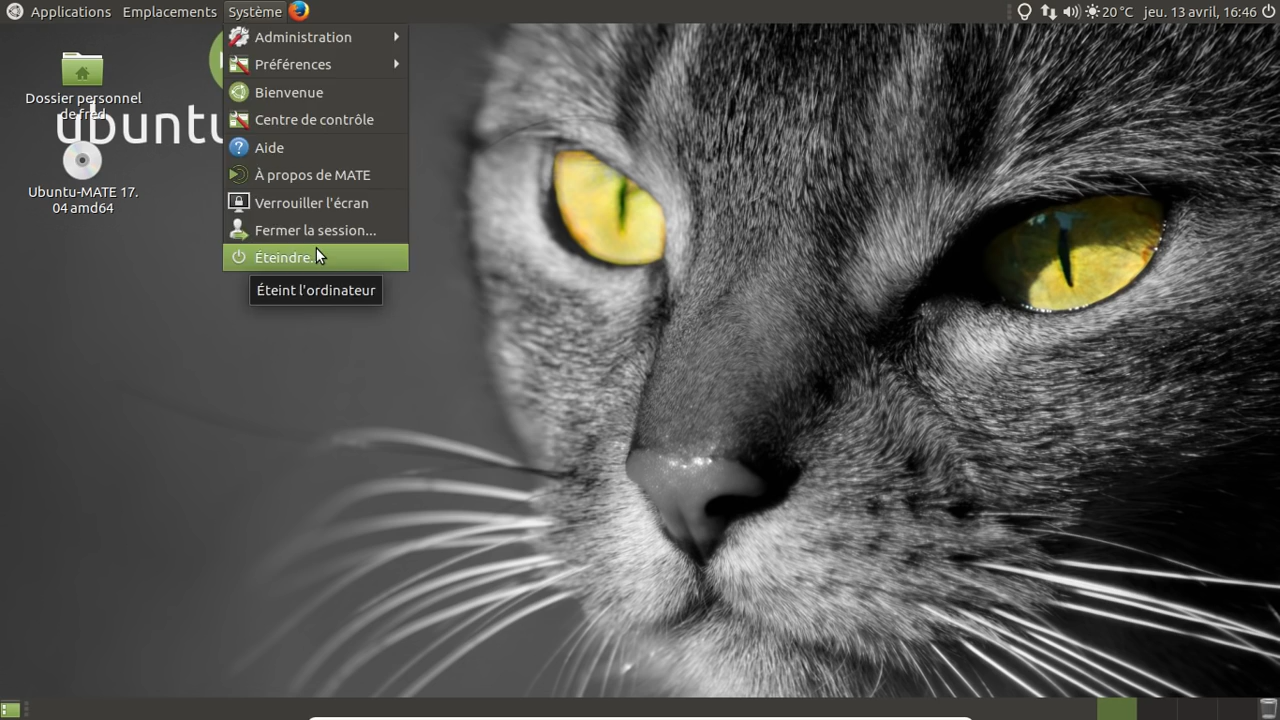 Applications Emplacements Système 20 °C jeu. 13 avril, 16:46
Administration
Préférences
Bienvenue
Centre de contrôle
Aide
À propos de MATE
Verrouiller l'écran
Fermer la session...
Éteindre.
Éteint l'ordinateur
Dossier personnel
de fred
ubuntu
Ubuntu-MATE 17.
04 amd64